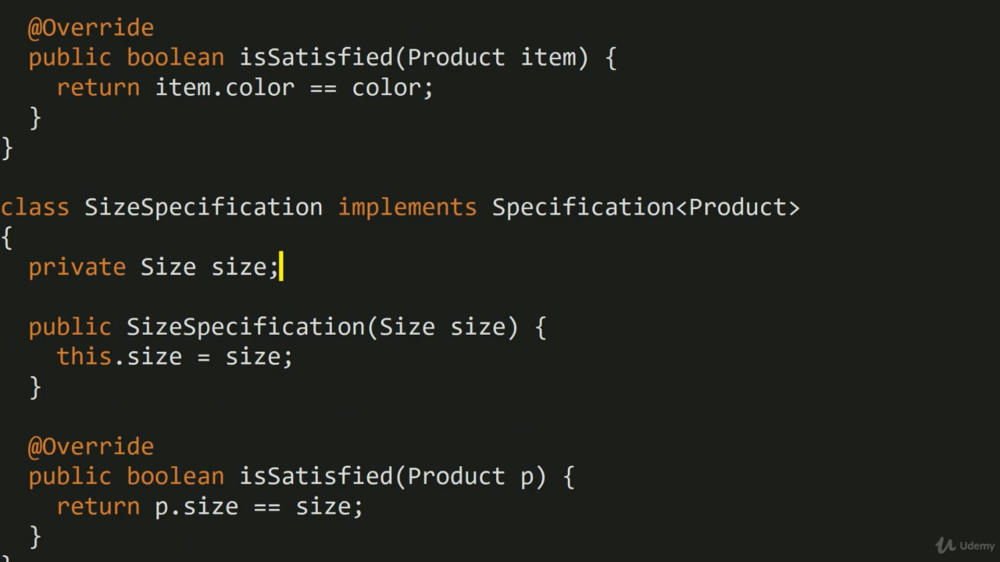 @Override
public boolean isSatisfied(Product item) {
return item.color == color;
}
}
class SizeSpecification implements Specification<Product>
{
private Size size;
public SizeSpecification(Size size) {
this.size = size;
}
@Override
public boolean isSatisfied(Product p) {
return p.size == size;
}
}
Udemy